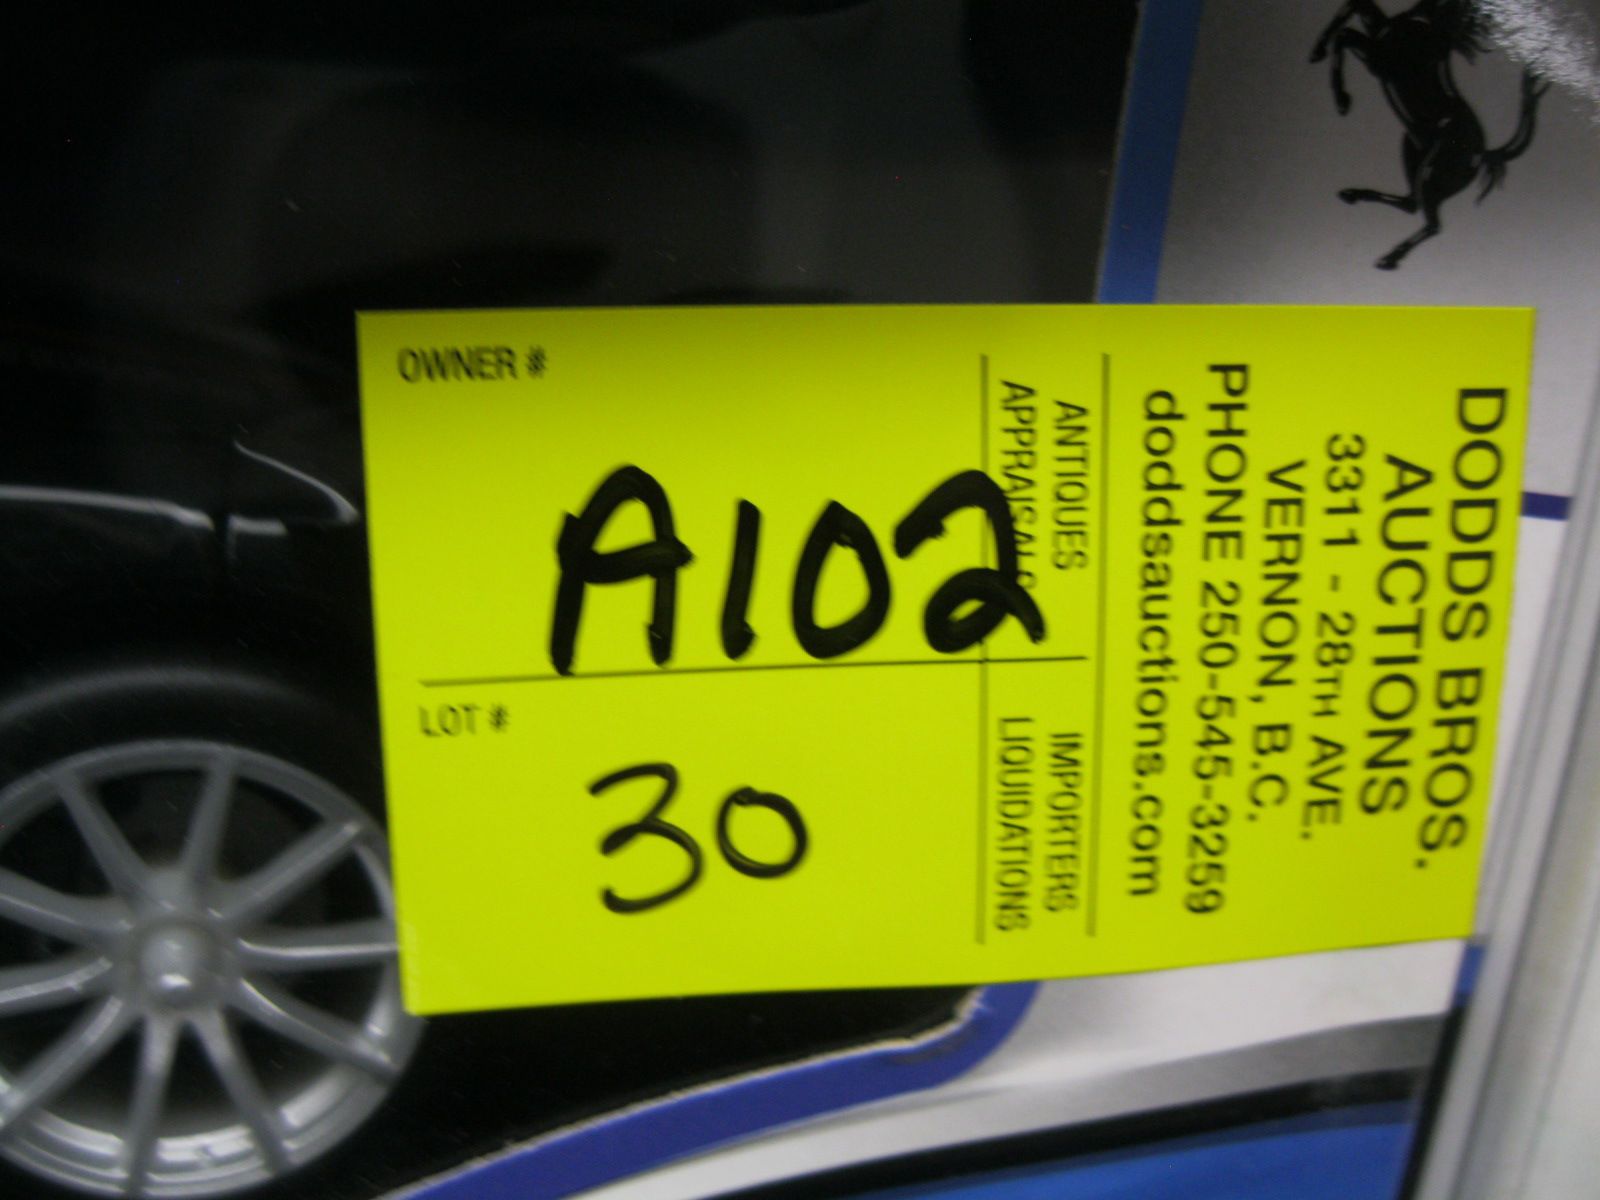 DODDS BROS.
AUCTIONS
3311 - 28TH AVE.
VERNON, B.C.
PHONE 250-545-3259
doddsauctions.com
ANTIQUES
APPRAISALS
IMPORTERS
LIQUIDATIONS
OWNER #
A102
LOT #
30